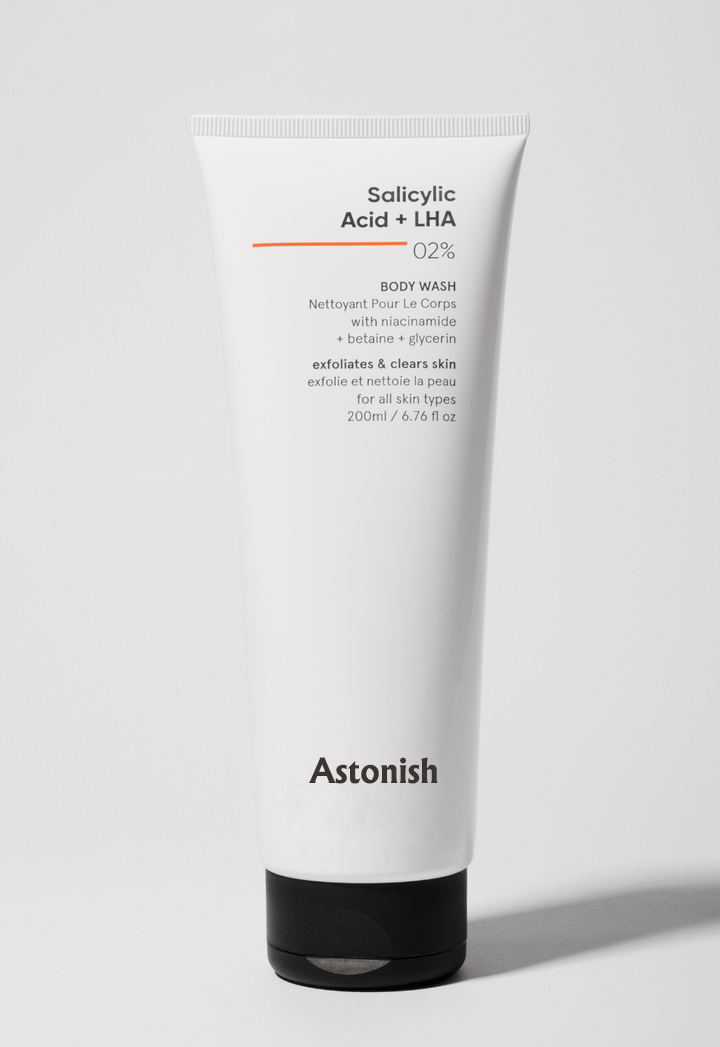 Salicylic
Acid + LHA
02%
BODY WASH
Nettoyant Pour Le Corps
with niacinamide
+ betaine + glycerin
exfoliates & clears skin
exfolie et nettoie la peau
for all skin types
200ml / 6.76 fl oz
Astonish